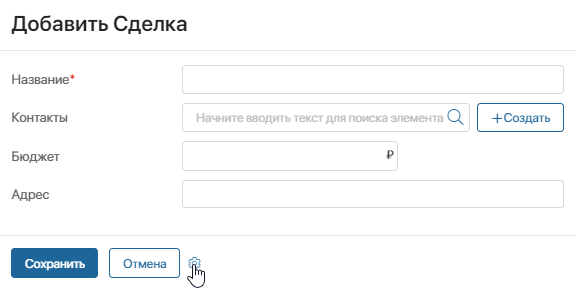 Добавить Сделка
Название*
Контакты Начните вводить текст для поиска элемента +Создать
Бюджет ₽
Адрес
Сохранить Отмена